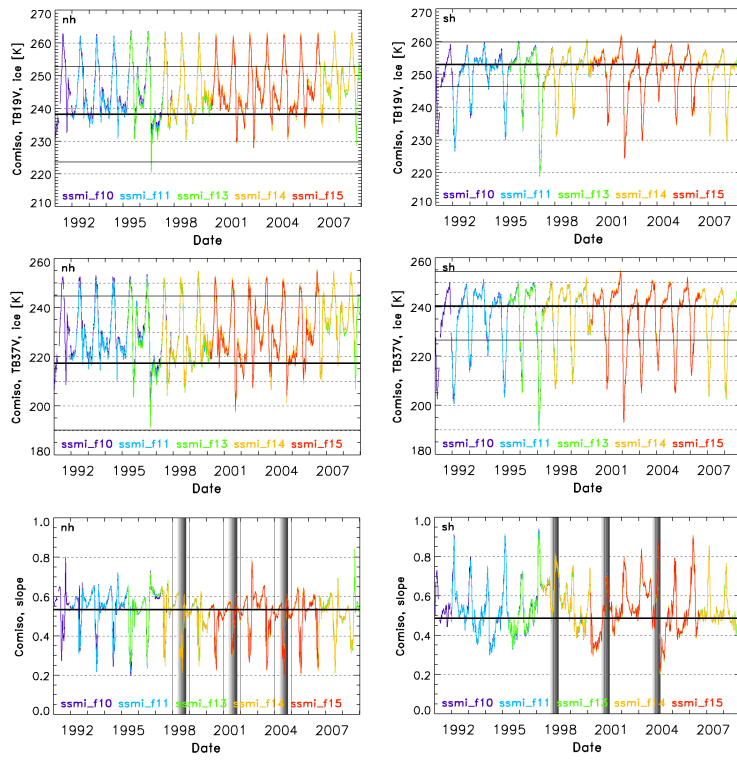 nh
Comiso, TB19V, Ice [K]
270
260
250
240
230
220
210
ssmi_f10 ssmi_f11 ssmi_f13 ssmi_f14 ssmi_f15
1992 1995 1998 2001 2004 2007
Date
sh
Comiso, TB19V, Ice [K]
270
260
250
240
230
220
210
ssmi_f10 ssmi_f11 ssmi_f13 ssmi_f14 ssmi_f15
1992 1995 1998 2001 2004 2007
Date
nh
Comiso, TB37V, Ice [K]
260
240
220
200
180
ssmi_f10 ssmi_f11 ssmi_f13 ssmi_f14 ssmi_f15
1992 1995 1998 2001 2004 2007
Date
sh
Comiso, TB37V, Ice [K]
260
240
220
200
180
ssmi_f10 ssmi_f11 ssmi_f13 ssmi_f14 ssmi_f15
1992 1995 1998 2001 2004 2007
Date
nh
Comiso, slope
1.0
0.8
0.6
0.4
0.2
0.0
ssmi_f10 ssmi_f11 ssmi_f13 ssmi_f14 ssmi_f15
1992 1995 1998 2001 2004 2007
Date
sh
Comiso, slope
1.0
0.8
0.6
0.4
0.2
0.0
ssmi_f10 ssmi_f11 ssmi_f13 ssmi_f14 ssmi_f15
1992 1995 1998 2001 2004 2007
Date